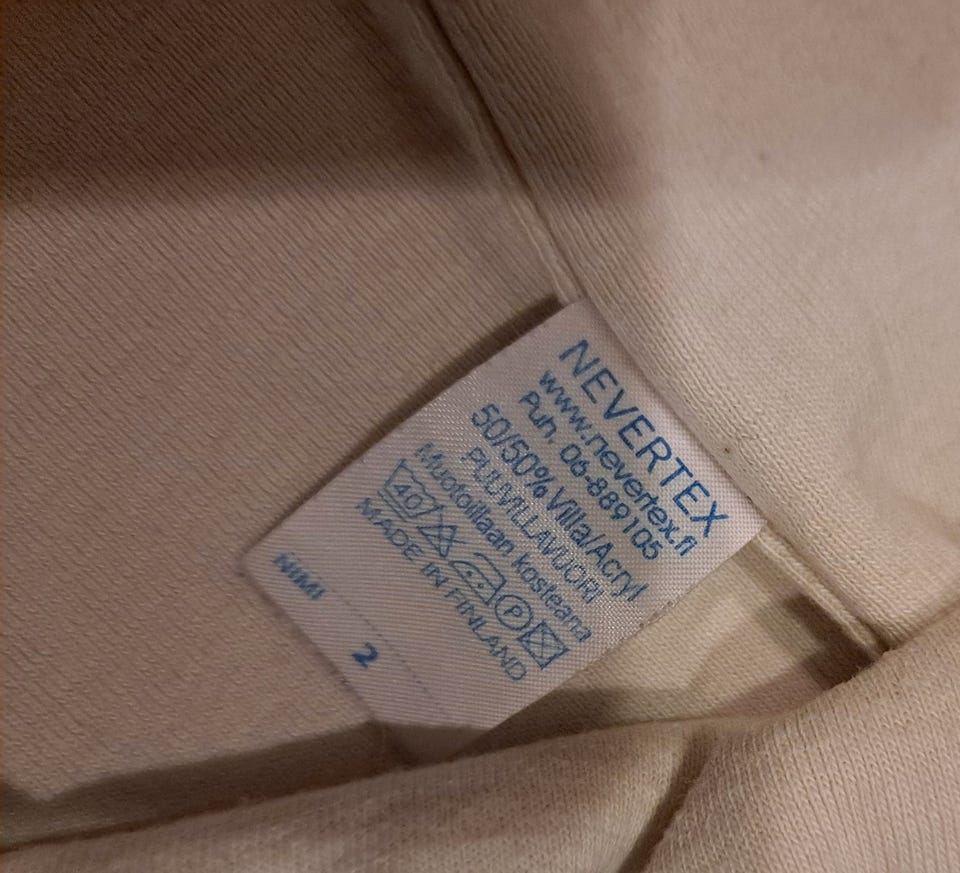 NEVERTEX
www.nevertex.fi
Puh. 06-889105
50/50% Villa/Acryl
PUUVILLAVUORI
Muotoillaan kosteana
40 P
MADE IN FINLAND
NIMI
2